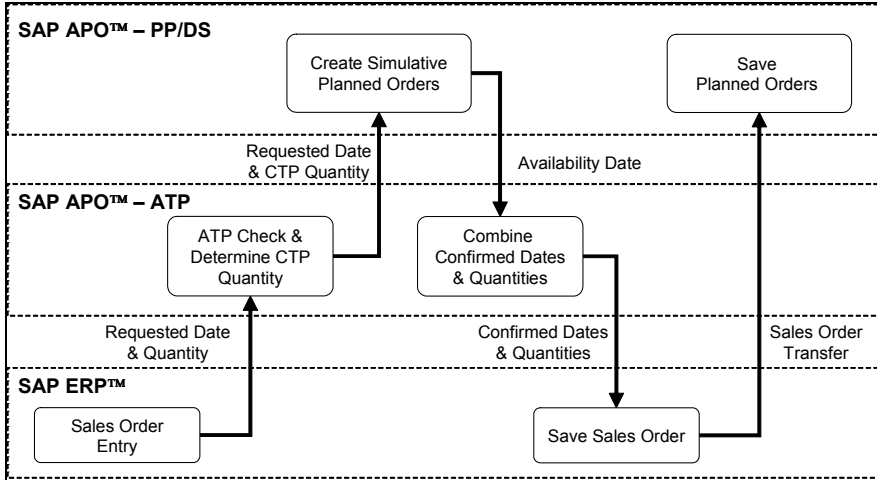 SAP APO™ – PP/DS
Create Simulative
Planned Orders
Save
Planned Orders
Requested Date
& CTP Quantity
Availability Date
SAP APO™ – ATP
ATP Check &
Determine CTP
Quantity
Combine
Confirmed Dates
& Quantities
Requested Date
& Quantity
Confirmed Dates
& Quantities
Sales Order
Transfer
SAP ERP™
Sales Order
Entry
Save Sales Order